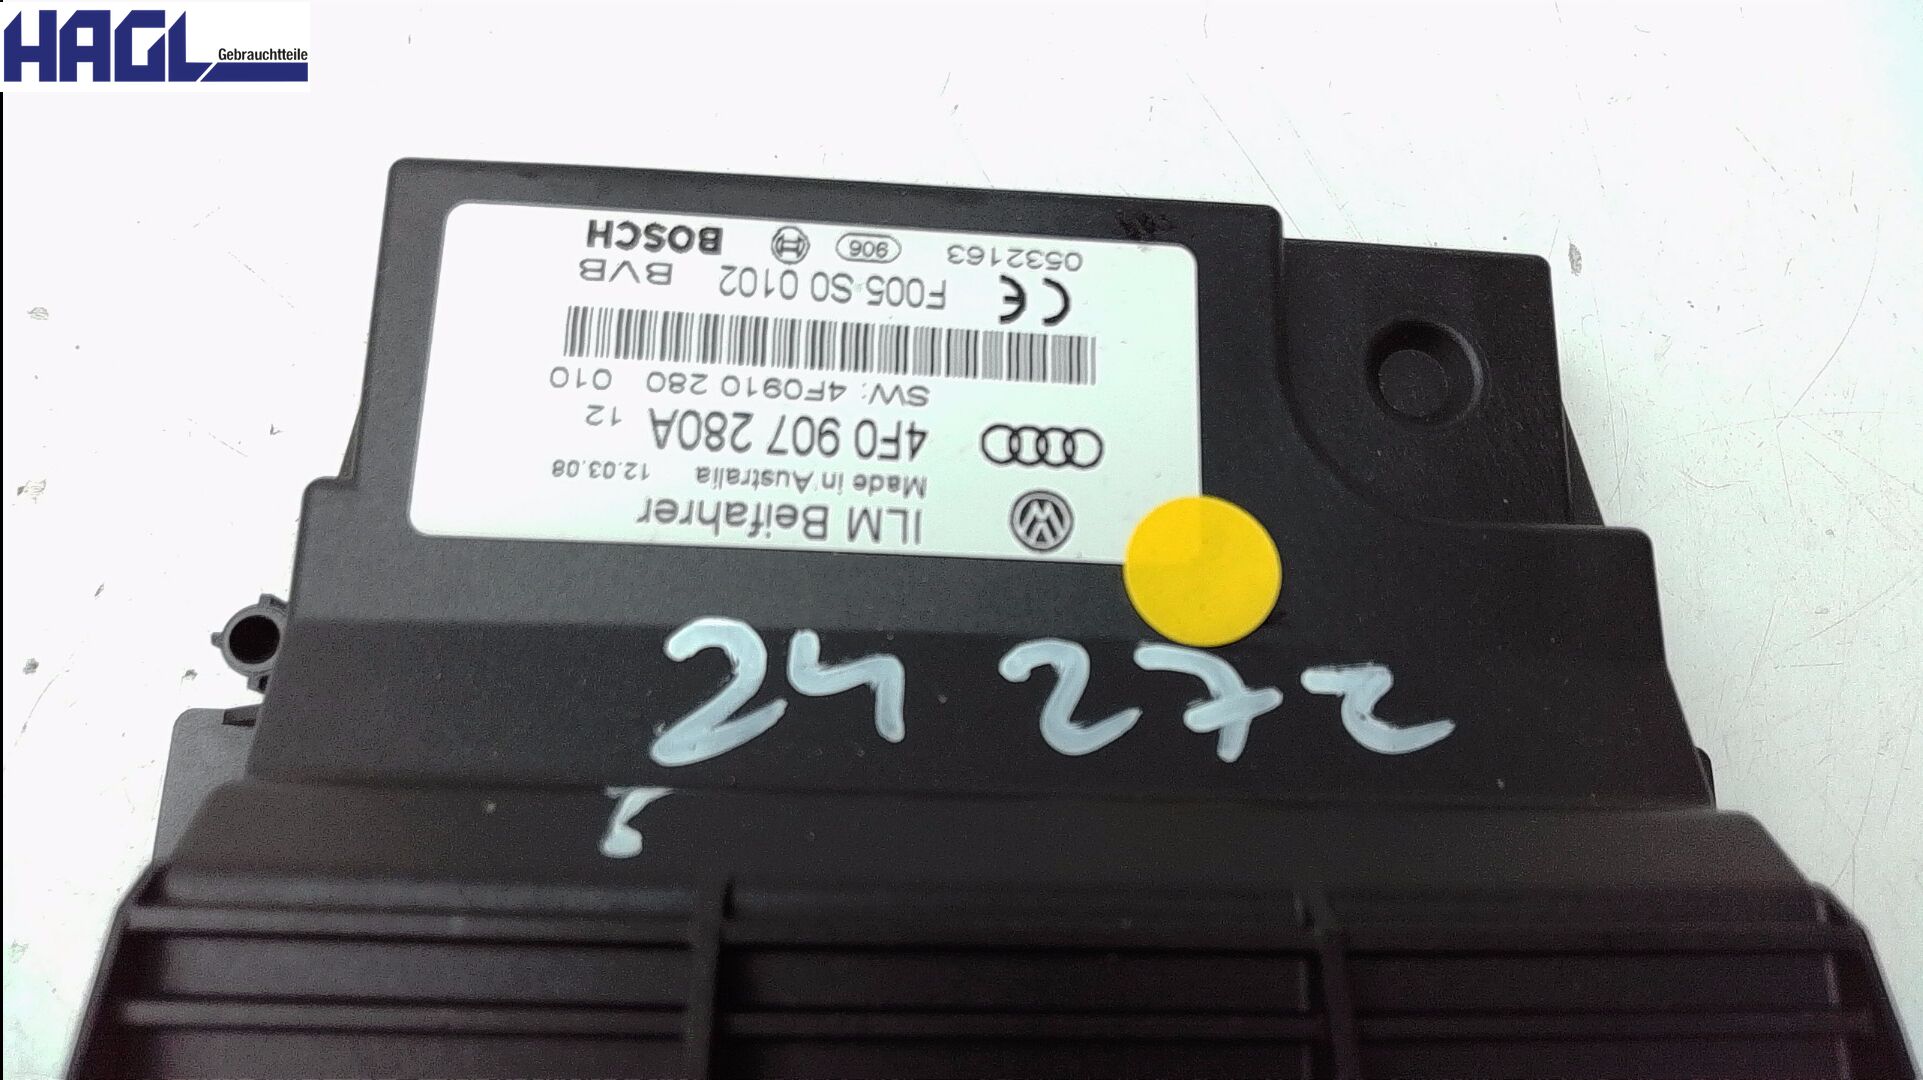 HAGL
Gebrauchtteile
ILM Beifahrer
Made in Australia 12.03.08
4F0 907 280A 12
SW: 4F0910 280 010
CE F005 S0 0102 BVB
0532163 906 BOSCH
24 272